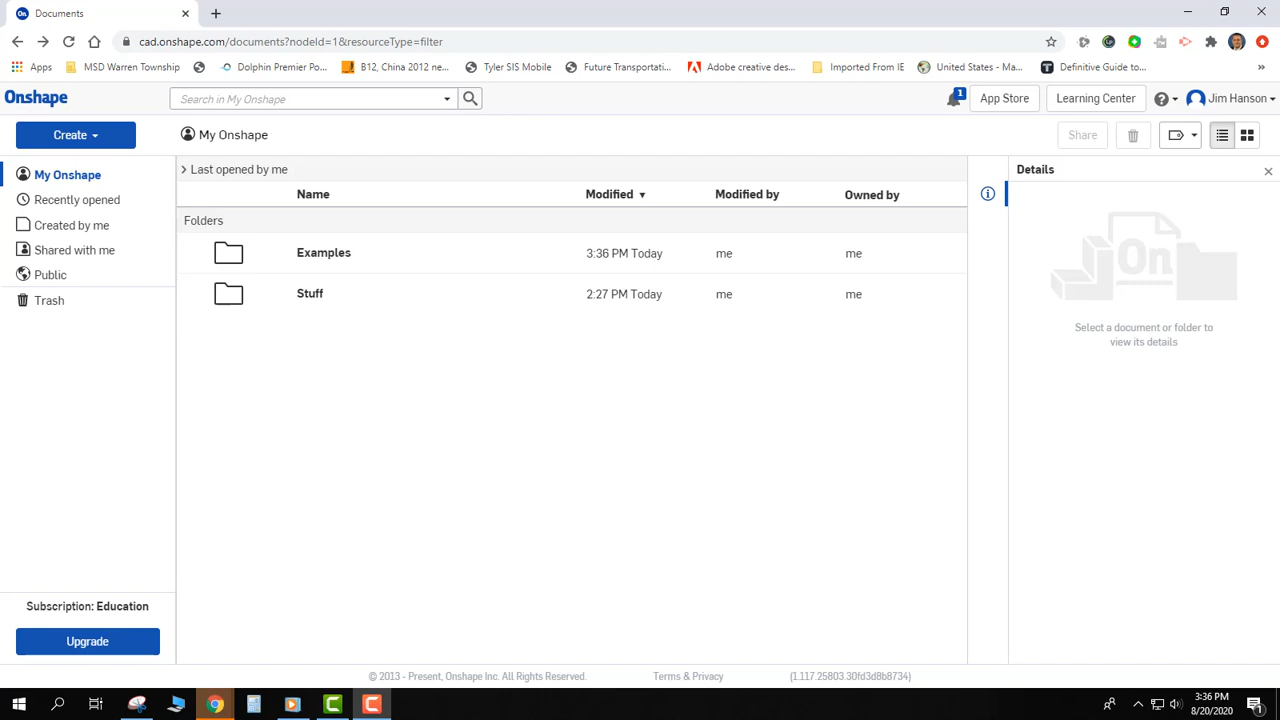 Documents
cad.onshape.com/documents?nodeId=1&resourceType=filter
Apps MSD Warren Township Dolphin Premier Po... B12, China 2012 ne... Tyler SIS Mobile Future Transportati... Adobe creative des... Imported From IE United States - Ma... Definitive Guide to... »
Onshape Search in My Onshape 1 App Store Learning Center Jim Hanson
Create My Onshape Share
My Onshape
Recently opened
Created by me
Shared with me
Public
Trash
Last opened by me
Name Modified Modified by Owned by
Folders
Examples 3:36 PM Today me me
Stuff 2:27 PM Today me me
Details
On
Select a document or folder to
view its details
Subscription: Education
Upgrade
© 2013 - Present, Onshape Inc. All Rights Reserved. Terms & Privacy (1.117.25803.30fd3d8b8734)
3:36 PM
8/20/2020
1